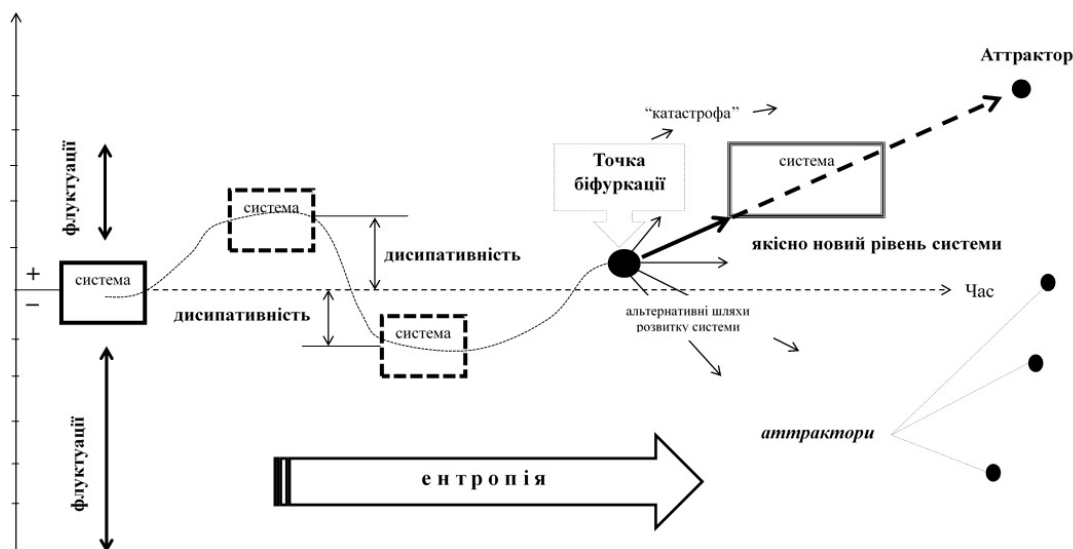 Аттрактор
“катастрофа”
Точка
біфуркації
система
флуктуації
система
дисипативність
якісно новий рівень системи
+
система
–
Час
дисипативність
альтернативні шляхи
розвитку системи
система
флуктуації
аттрактори
ентропія